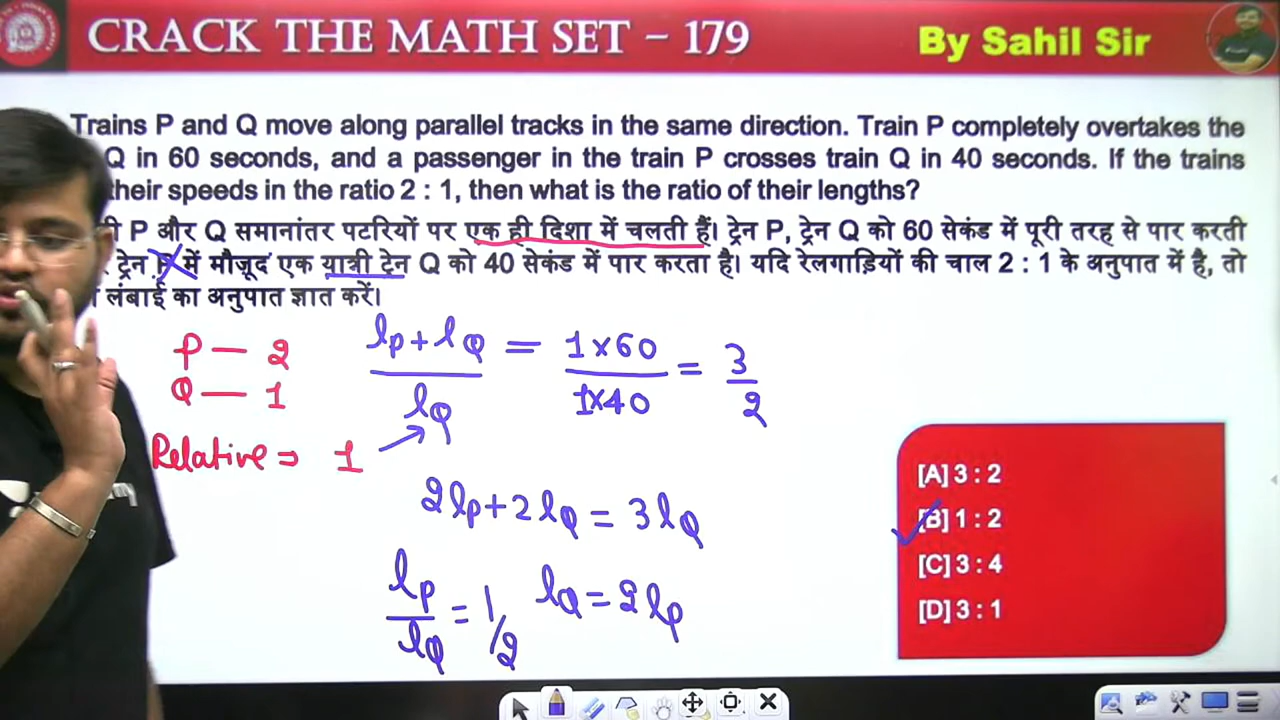 CRACK THE MATH SET – 179
By Sahil Sir
Trains P and Q move along parallel tracks in the same direction. Train P completely overtakes the
Q in 60 seconds, and a passenger in the train P crosses train Q in 40 seconds. If the trains
their speeds in the ratio 2 : 1, then what is the ratio of their lengths?
P और Q समानांतर पटरियों पर एक ही दिशा में चलती हैं। ट्रेन P, ट्रेन Q को 60 सेकंड में पूरी तरह से पार करती
ट्रेन P में मौजूद एक यात्री ट्रेन Q को 40 सेकंड में पार करता है। यदि रेलगाड़ियों की चाल 2 : 1 के अनुपात में है, तो
लंबाई का अनुपात ज्ञात करें।
P — 2
Q — 1
Relative ⇒ 1
lP + lQ / lQ = 1×60 / 1×40 = 3/2
2lP + 2lQ = 3lQ
lP/lQ = 1/2
lQ = 2lP
[A] 3 : 2
[B] 1 : 2
[C] 3 : 4
[D] 3 : 1